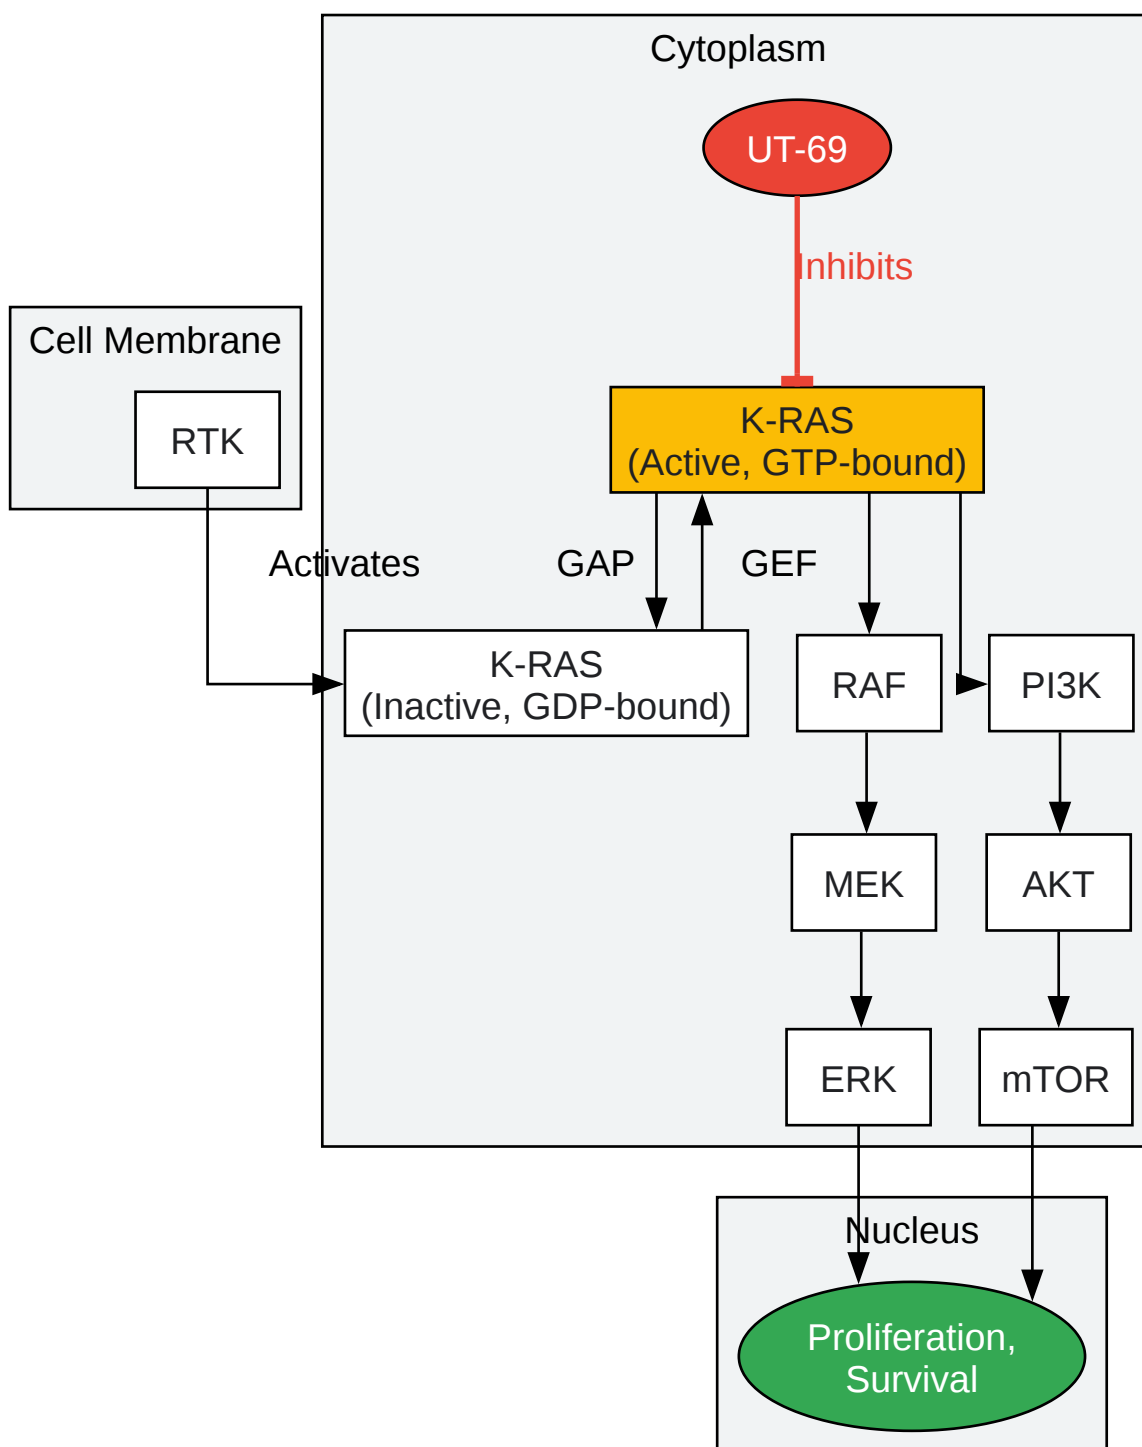 Cytoplasm
UT-69
Inhibits
Cell Membrane
RTK
K-RAS
(Active, GTP-bound)
Activates
GAP
GEF
K-RAS
(Inactive, GDP-bound)
RAF
PI3K
MEK
AKT
ERK
mTOR
Nucleus
Proliferation,
Survival